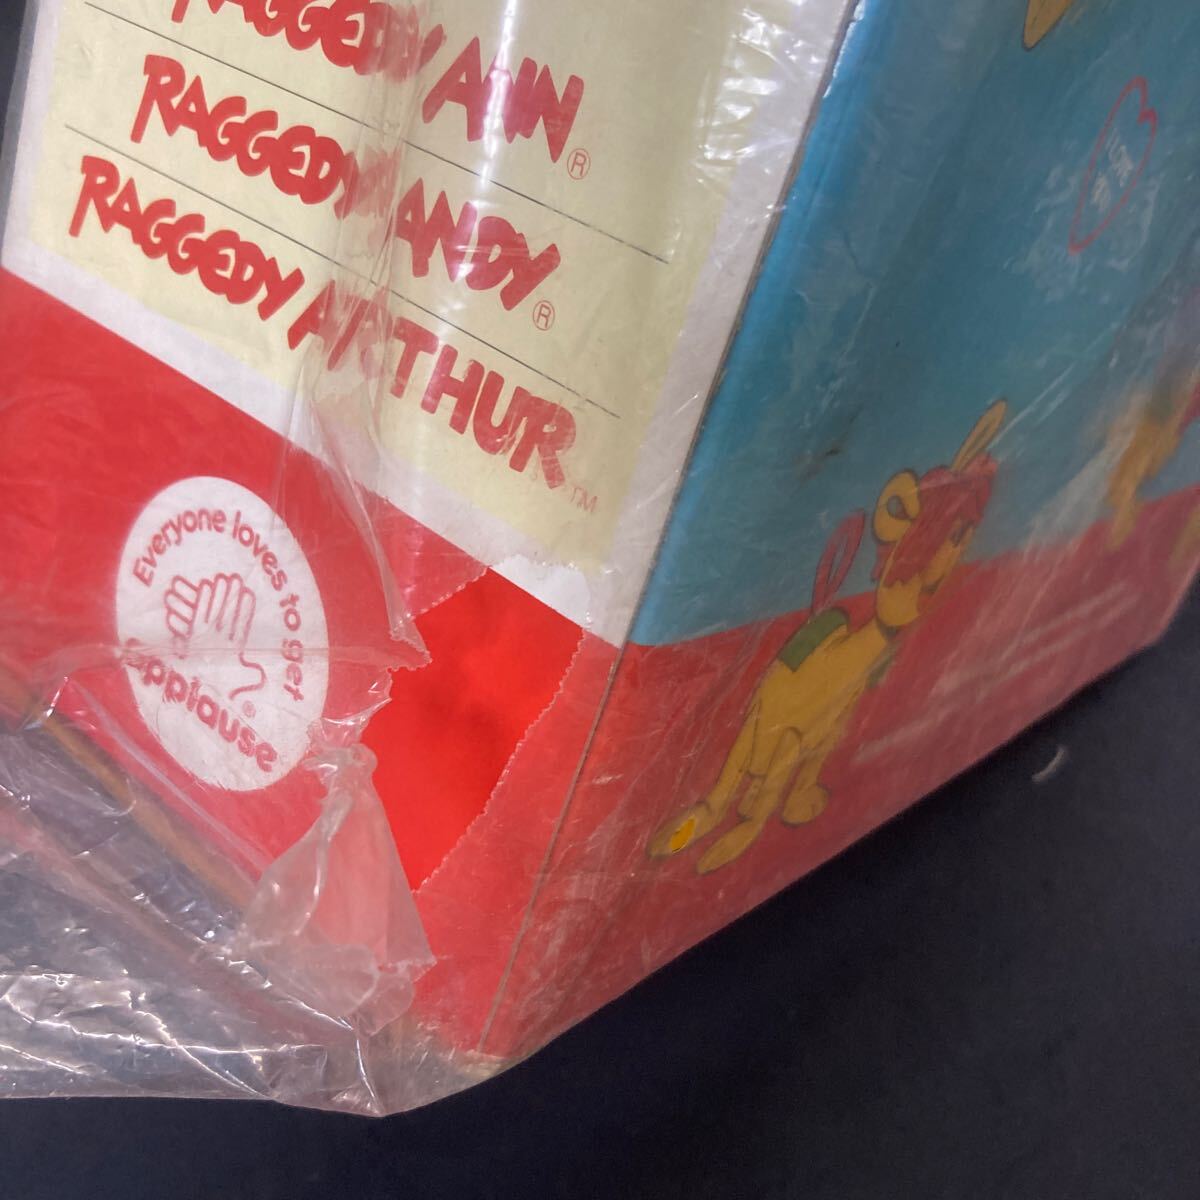 RAGGEDY ANN®
RAGGEDY ANDY®
RAGGEDY ARTHUR™
Everyone loves to get
applause®